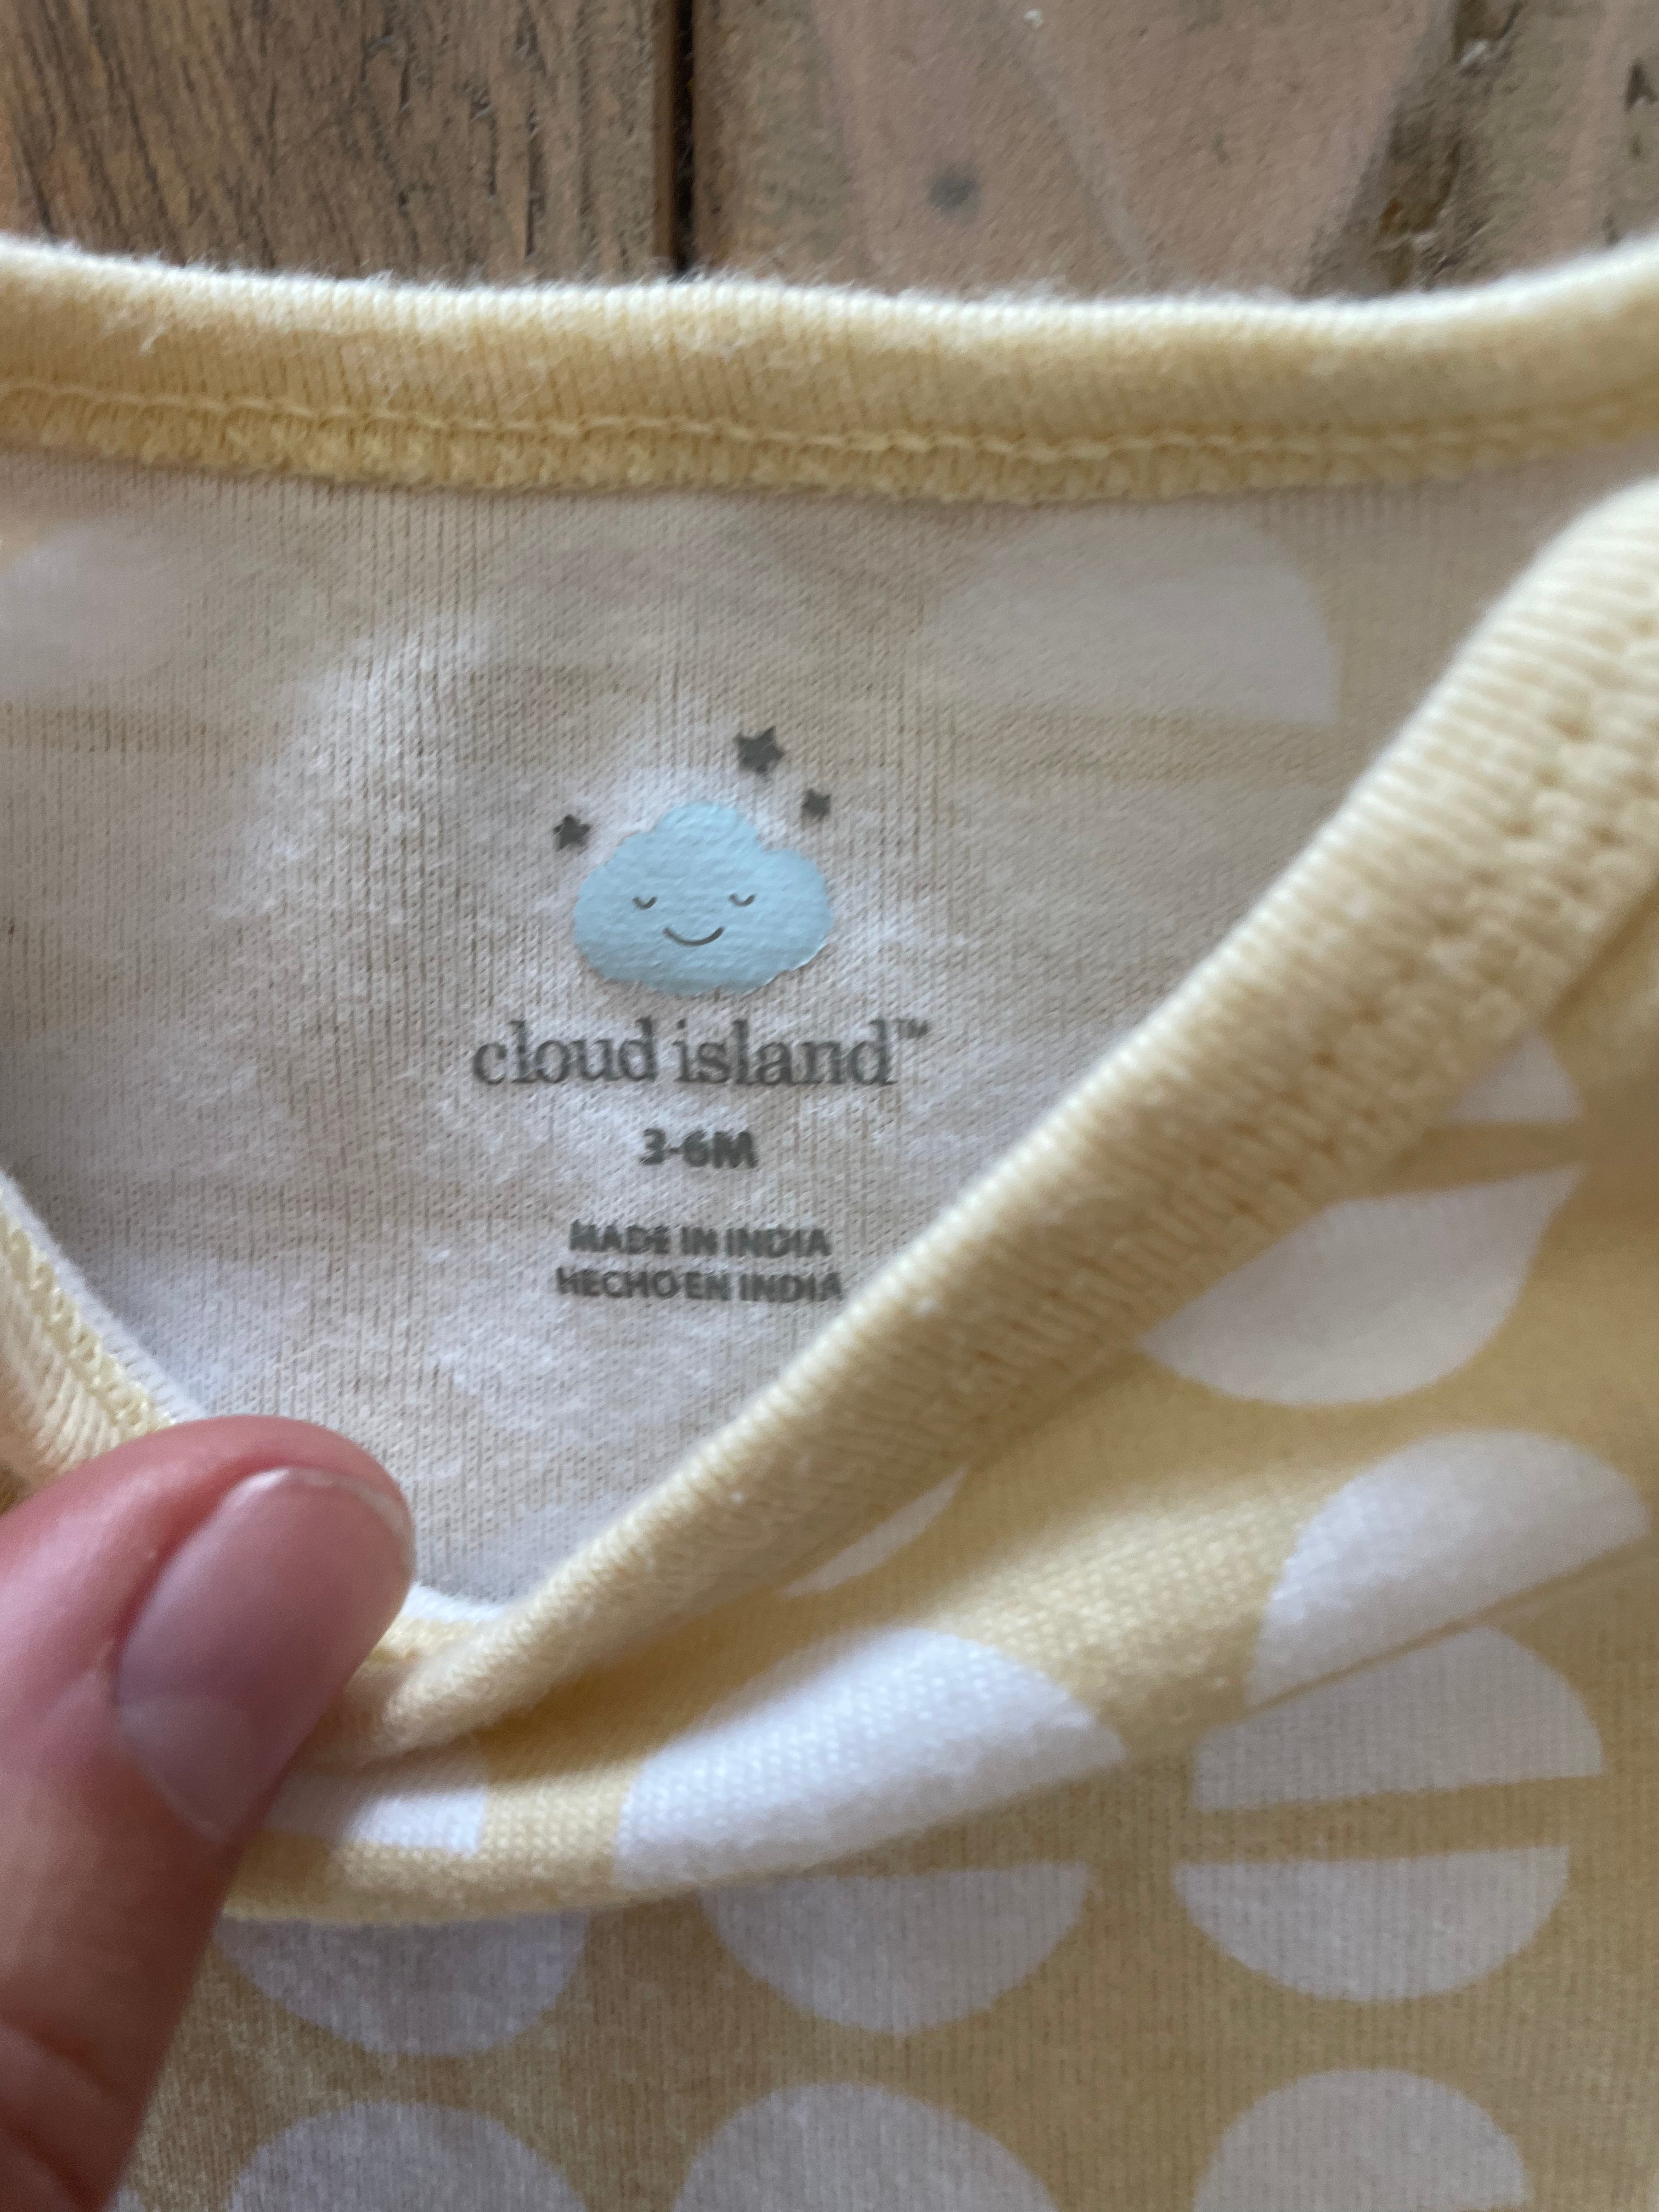 cloud island™
3-6M
MADE IN INDIA
HECHO EN INDIA